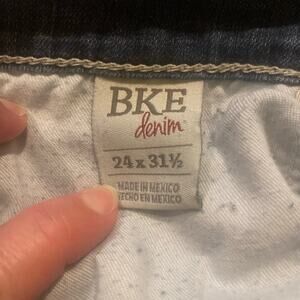 BKE
denim
24 x 31½
MADE IN MEXICO
HECHO EN MEXICO